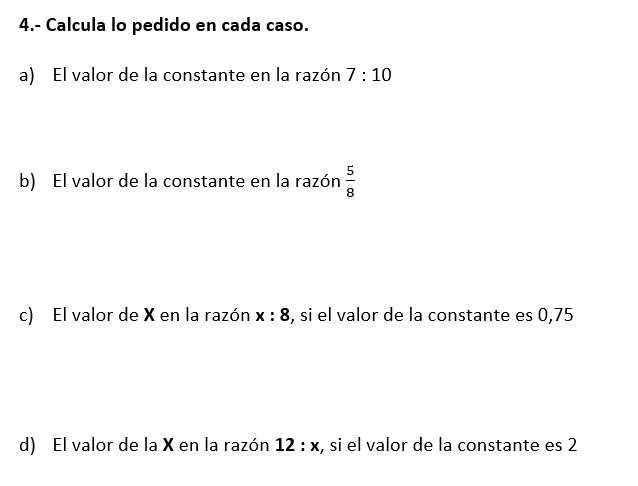 4.- Calcula lo pedido en cada caso.
a) El valor de la constante en la razón 7 : 10
b) El valor de la constante en la razón 5/8
c) El valor de X en la razón x : 8, si el valor de la constante es 0,75
d) El valor de la X en la razón 12 : x, si el valor de la constante es 2